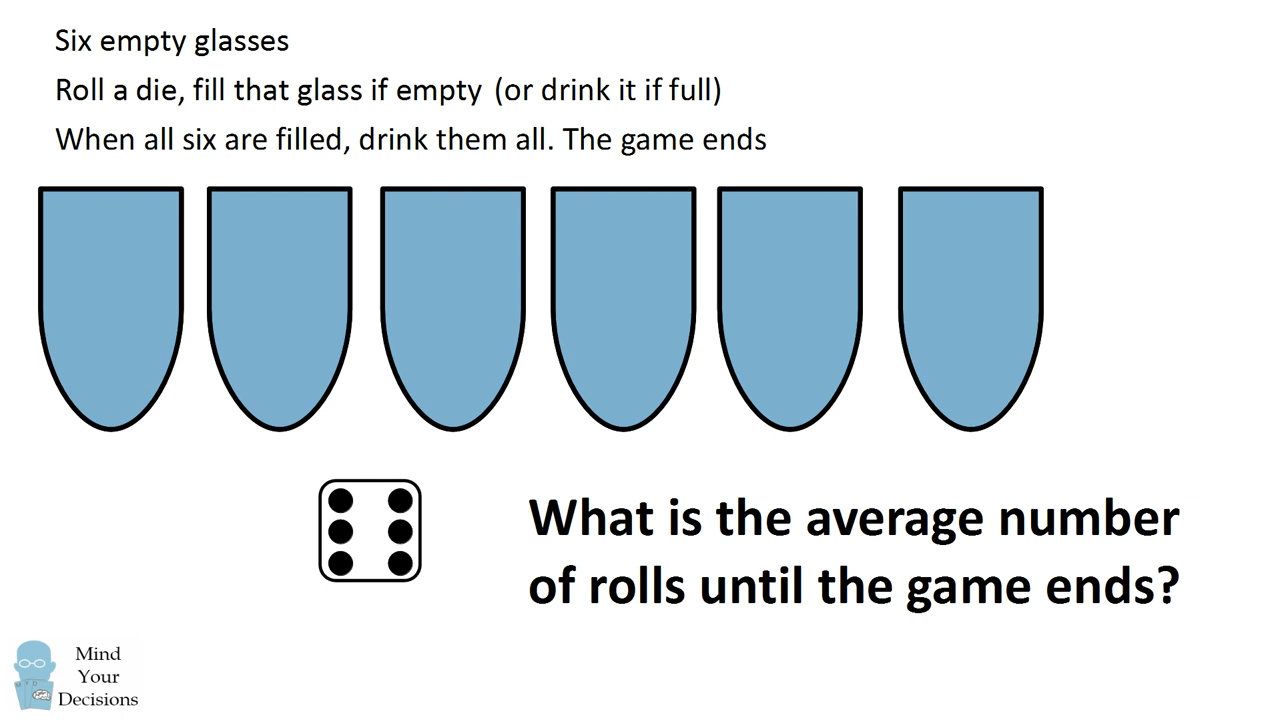 Six empty glasses
Roll a die, fill that glass if empty (or drink it if full)
When all six are filled, drink them all. The game ends
What is the average number
of rolls until the game ends?
Mind
Your
Decisions